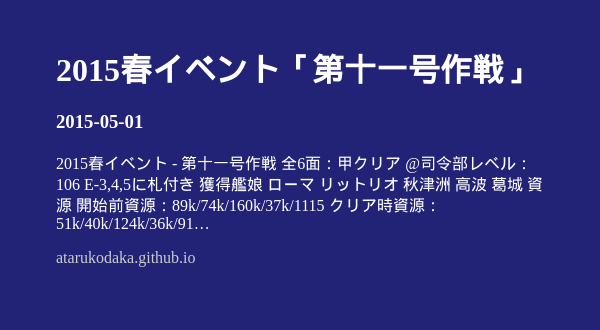 2015春イベント「第十一号作戦」
2015-05-01
2015春イベント - 第十一号作戦 全6面：甲クリア @司令部レベル：
106 E-3,4,5に札付き 獲得艦娘 ローマ リットリオ 秋津洲 高波 葛城 資
源 開始前資源：89k/74k/160k/37k/1115 クリア時資源：
51k/40k/124k/36k/91…
atarukodaka.github.io